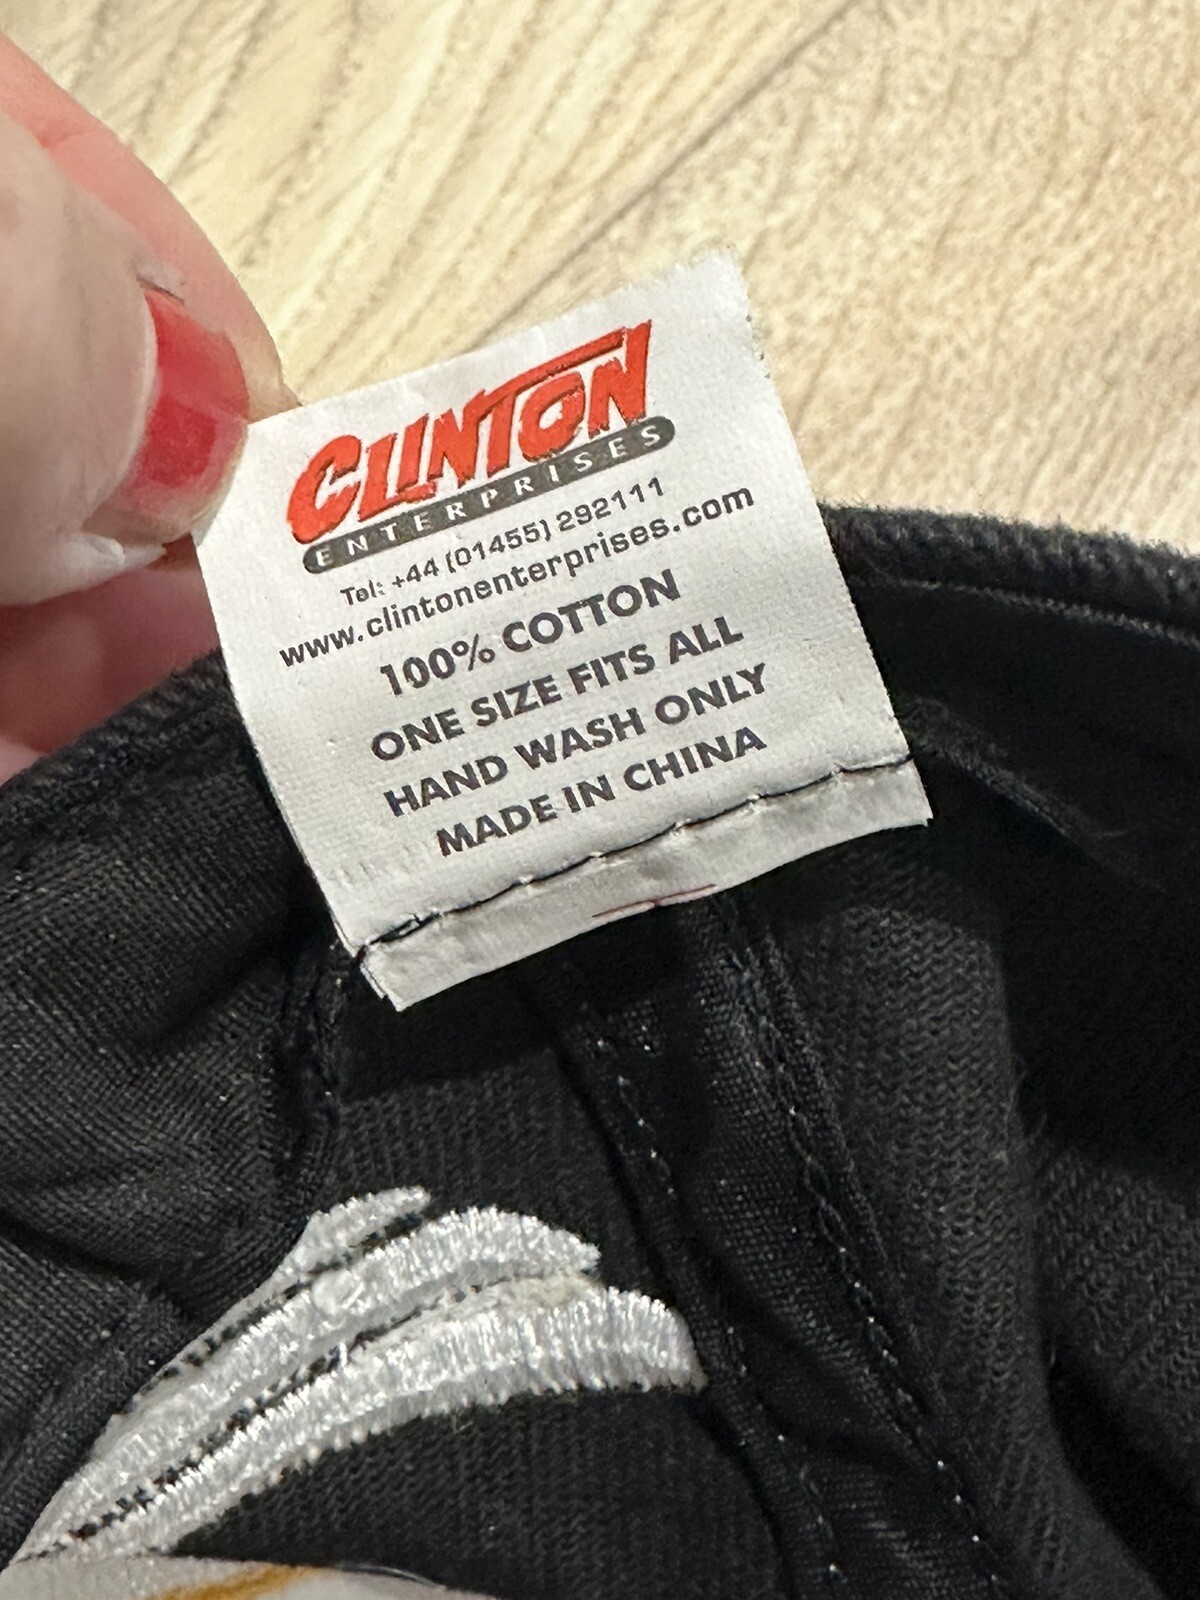 CLINTON
ENTERPRISES
Tel: +44 (01455) 292111
www.clintonenterprises.com
100% COTTON
ONE SIZE FITS ALL
HAND WASH ONLY
MADE IN CHINA